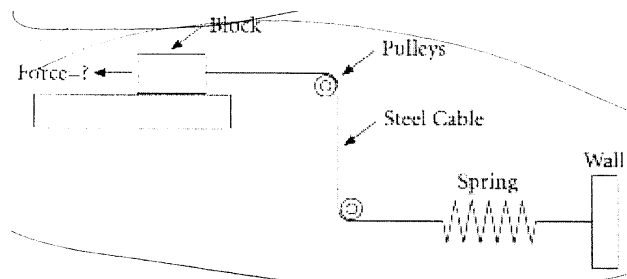 Block
Pulleys
Force=?
Steel Cable
Wall
Spring